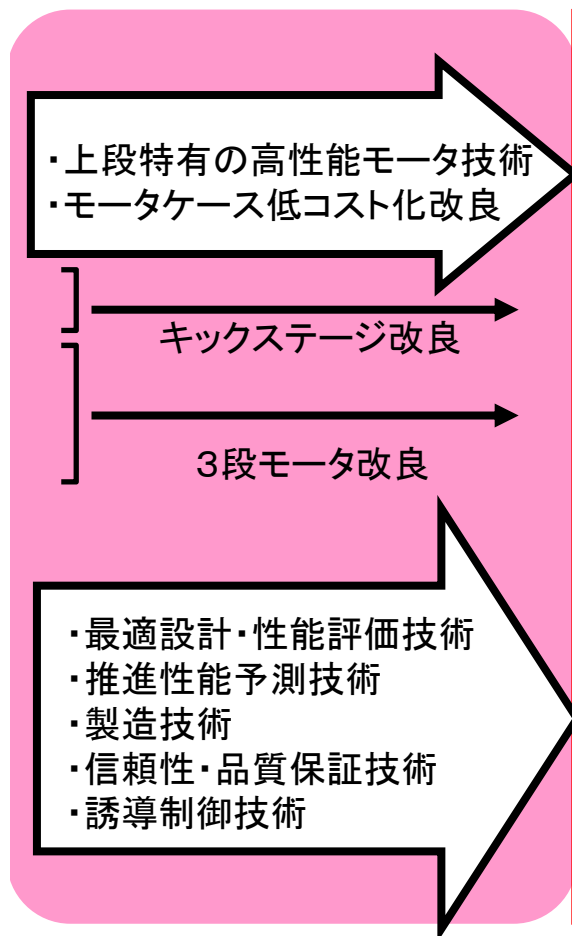 ・上段特有の高性能モータ技術
・モータケース低コスト化改良
キックステージ改良
3段モータ改良
・最適設計・性能評価技術
・推進性能予測技術
・製造技術
・信頼性・品質保証技術
・誘導制御技術